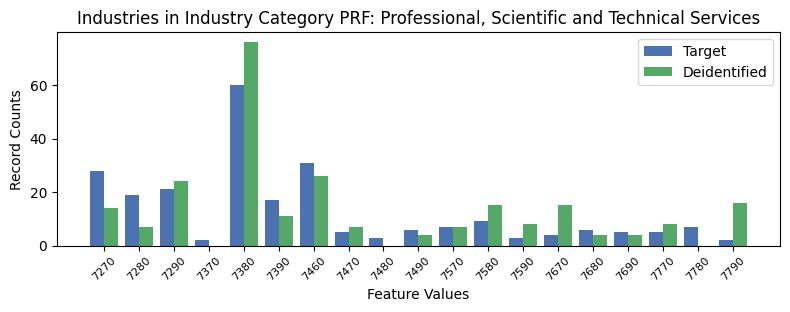 Industries in Industry Category PRF: Professional, Scientific and Technical Services
Target
Deidentified
Record Counts
60
40
20
0
7270 7280 7290 7370 7380 7390 7460 7470 7480 7490 7570 7580 7590 7670 7680 7690 7770 7780 7790
Feature Values